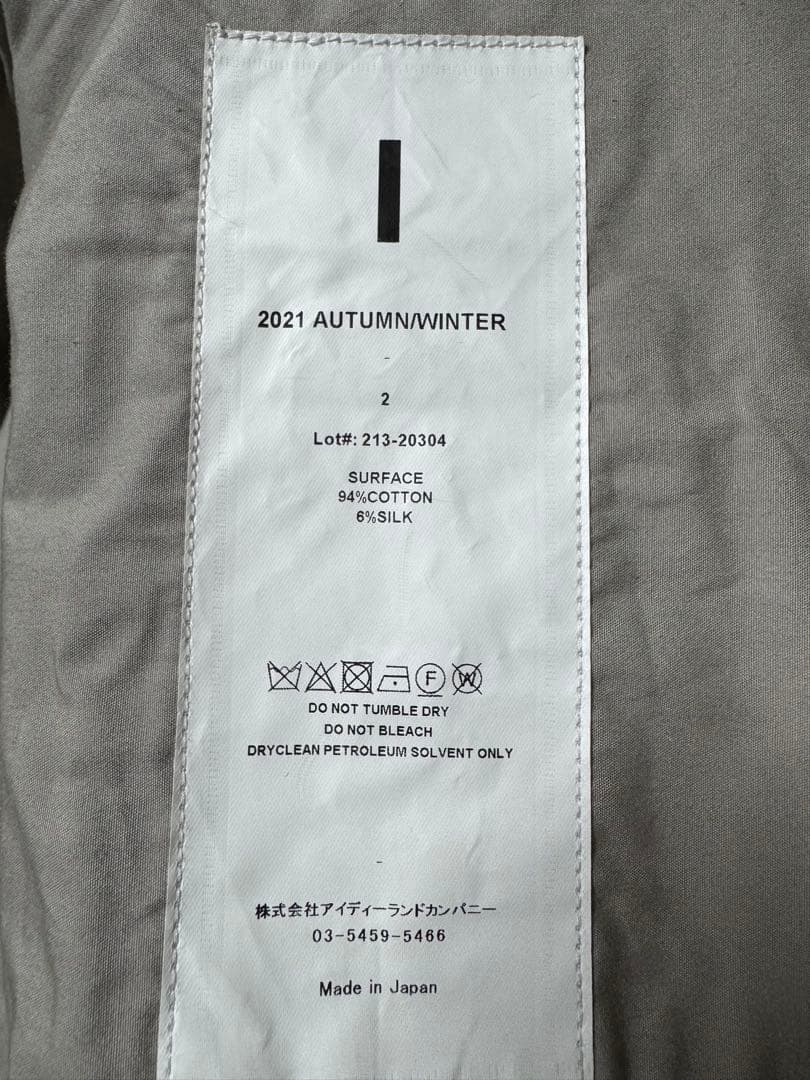 I
2021 AUTUMN/WINTER
-
2
Lot#: 213-20304
SURFACE
94%COTTON
6%SILK
F W
DO NOT TUMBLE DRY
DO NOT BLEACH
DRYCLEAN PETROLEUM SOLVENT ONLY
-
株式会社アイディーランドカンパニー
03-5459-5466
Made in Japan